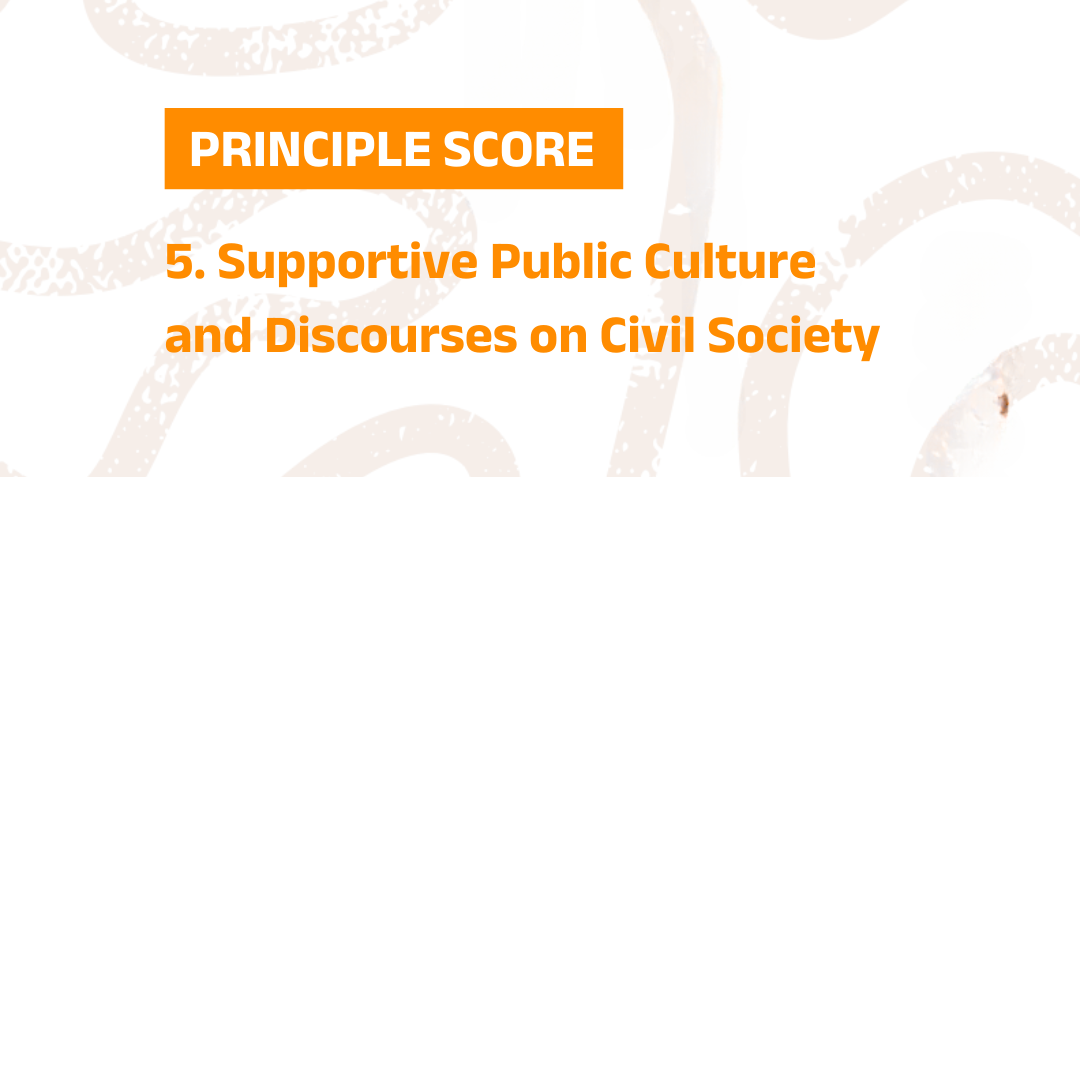 PRINCIPLE SCORE
5. Supportive Public Culture
and Discourses on Civil Society